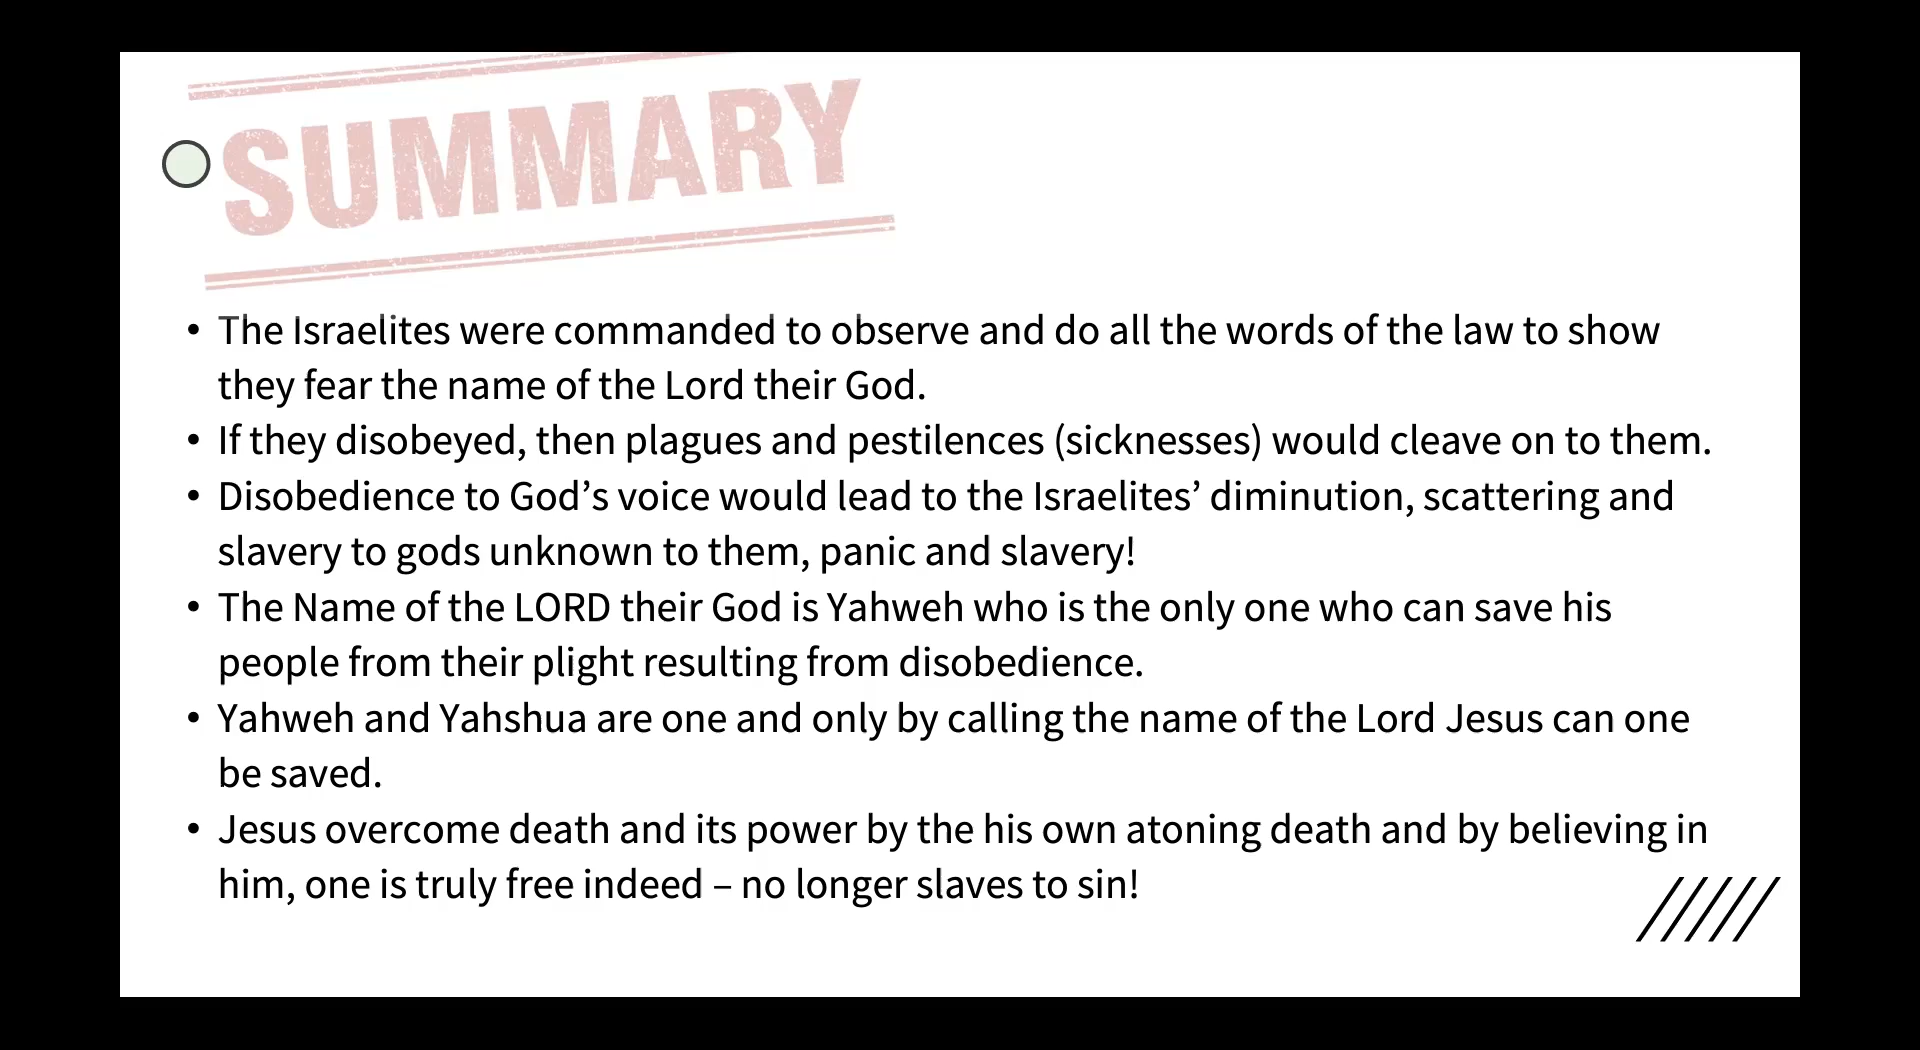 SUMMARY
• The Israelites were commanded to observe and do all the words of the law to show
they fear the name of the Lord their God.
• If they disobeyed, then plagues and pestilences (sicknesses) would cleave on to them.
• Disobedience to God’s voice would lead to the Israelites’ diminution, scattering and
slavery to gods unknown to them, panic and slavery!
• The Name of the LORD their God is Yahweh who is the only one who can save his
people from their plight resulting from disobedience.
• Yahweh and Yahshua are one and only by calling the name of the Lord Jesus can one
be saved.
• Jesus overcome death and its power by the his own atoning death and by believing in
him, one is truly free indeed – no longer slaves to sin!